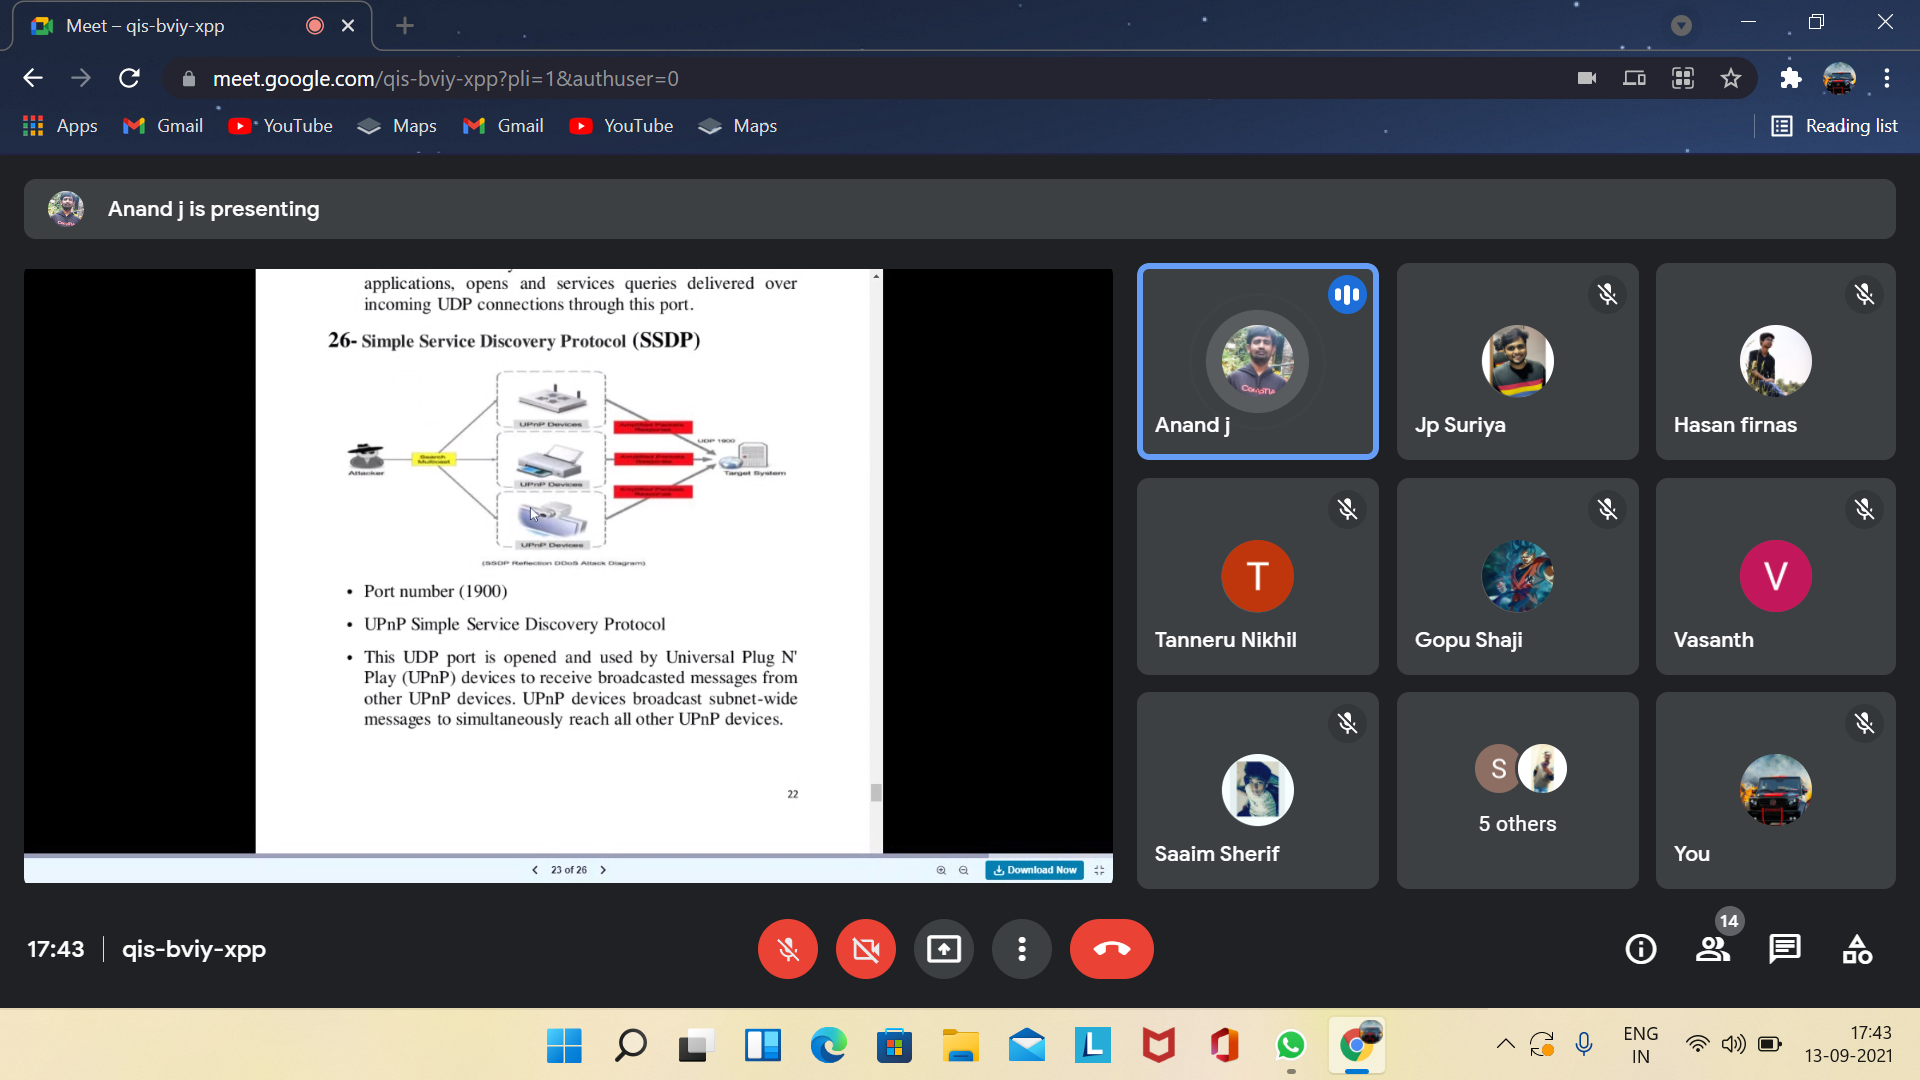 Meet – qis-bviy-xpp
meet.google.com/qis-bviy-xpp?pli=1&authuser=0
Apps Gmail YouTube Maps Gmail YouTube Maps Reading list
Anand j is presenting
applications, opens and services queries delivered over
incoming UDP connections through this port.
26- Simple Service Discovery Protocol (SSDP)
UPnP Devices
Attacker
Search
Multicast
UPnP Devices
UDP 1900
Target System
UPnP Devices
(SSDP Reflection DDoS Attack Diagram)
• Port number (1900)
• UPnP Simple Service Discovery Protocol
• This UDP port is opened and used by Universal Plug N'
Play (UPnP) devices to receive broadcasted messages from
other UPnP devices. UPnP devices broadcast subnet-wide
messages to simultaneously reach all other UPnP devices.
22
23 of 26
Download Now
Anand j
Jp Suriya
Hasan firnas
T
Tanneru Nikhil
Gopu Shaji
V
Vasanth
Saaim Sherif
S
5 others
You
17:43 | qis-bviy-xpp
14
L
ENG
IN
17:43
13-09-2021